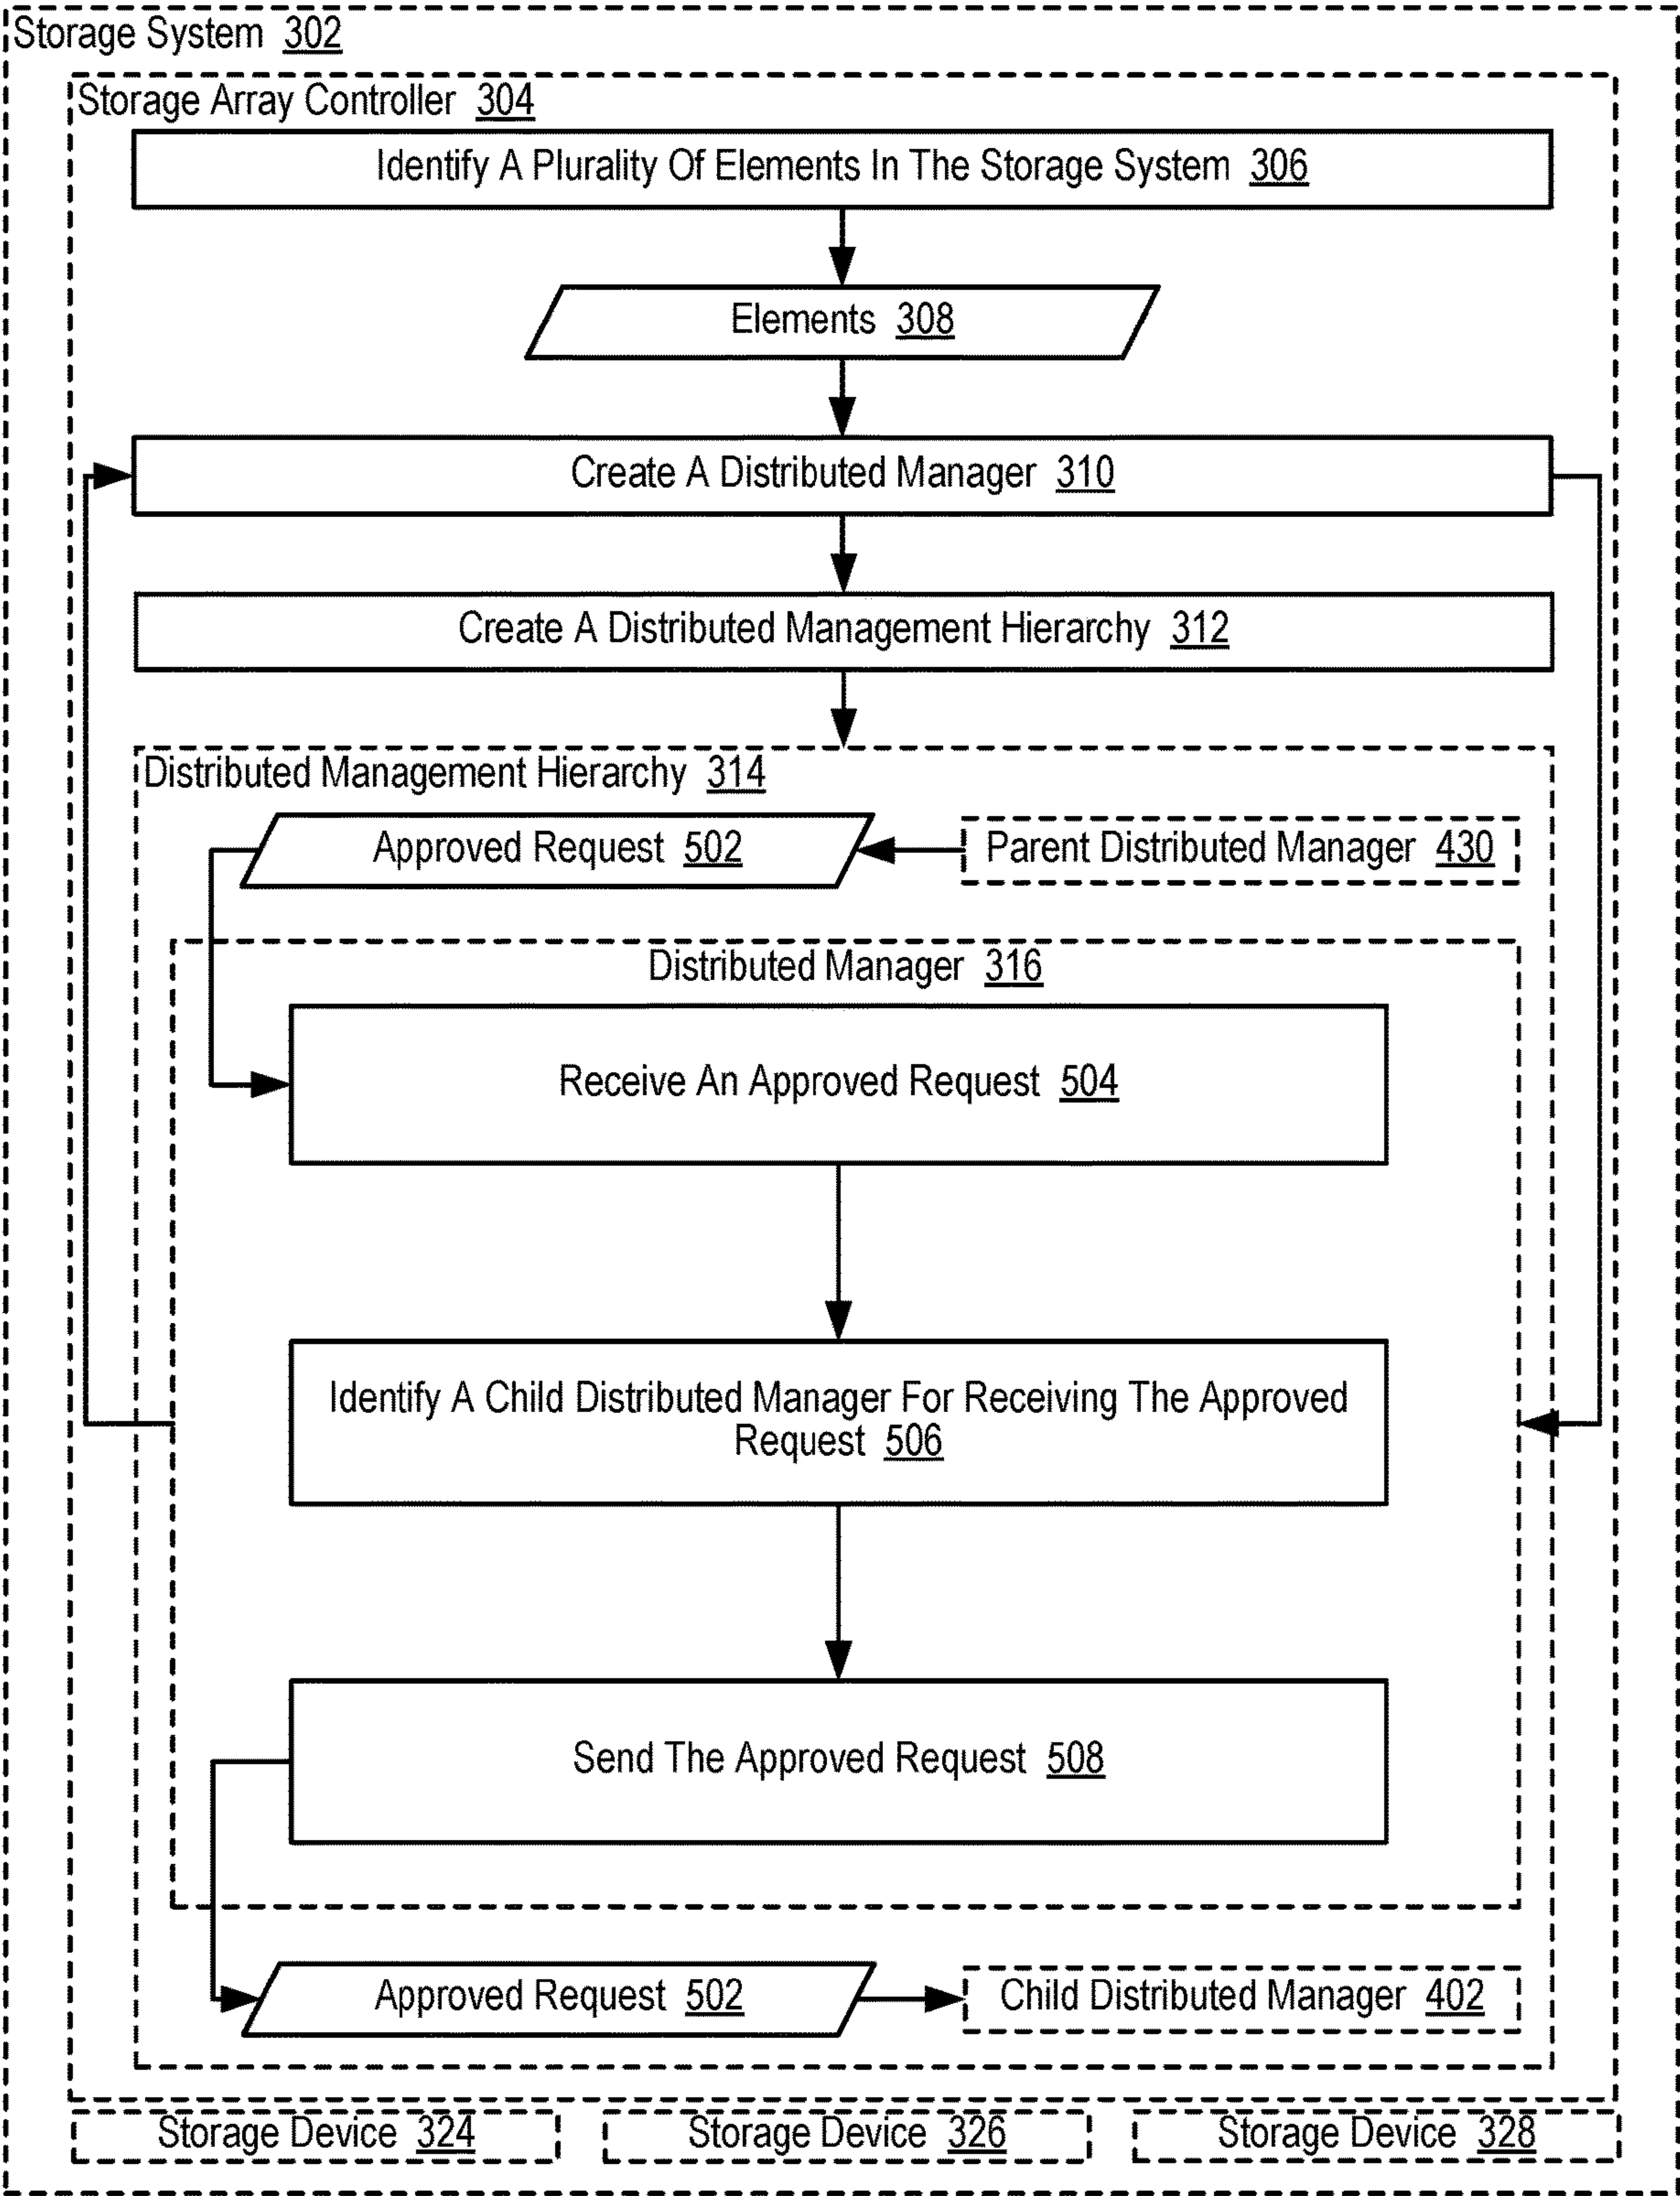 Storage System 302
Storage Array Controller 304
Identify A Plurality Of Elements In The Storage System 306
Elements 308
Create A Distributed Manager 310
Create A Distributed Management Hierarchy 312
Distributed Management Hierarchy 314
Approved Request 502
Parent Distributed Manager 430
Distributed Manager 316
Receive An Approved Request 504
Identify A Child Distributed Manager For Receiving The Approved
Request 506
Send The Approved Request 508
Approved Request 502
Child Distributed Manager 402
Storage Device 324
Storage Device 326
Storage Device 328